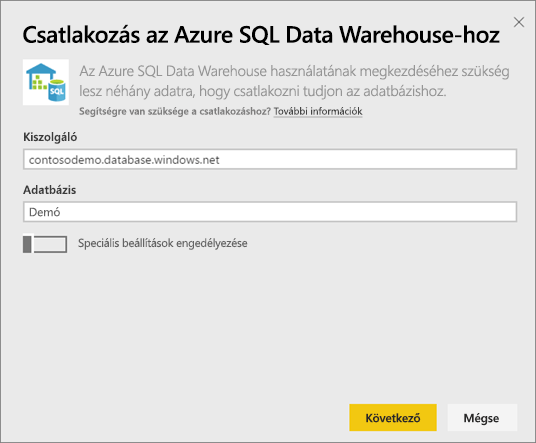 Csatlakozás az Azure SQL Data Warehouse-hoz
SQL
Az Azure SQL Data Warehouse használatának megkezdéséhez szükség
lesz néhány adatra, hogy csatlakozni tudjon az adatbázishoz.
Segítségre van szüksége a csatlakozáshoz? További információk
Kiszolgáló
contosodemo.database.windows.net
Adatbázis
Demó
Speciális beállítások engedélyezése
Következő
Mégse